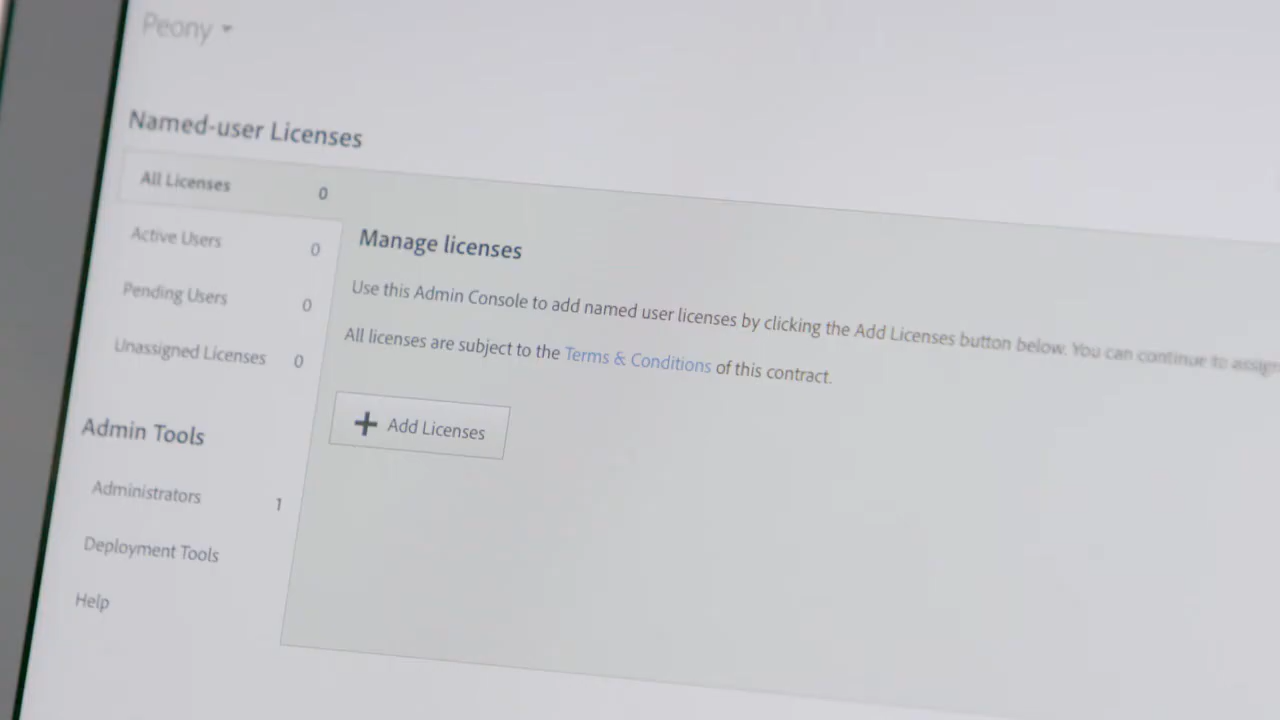 Peony
Named-user Licenses
All Licenses 0
Active Users 0
Pending Users 0
Unassigned Licenses 0
Admin Tools
Administrators 1
Deployment Tools
Help
Manage licenses
Use this Admin Console to add named user licenses by clicking the Add Licenses button below. You can continue to assign
All licenses are subject to the Terms & Conditions of this contract.
Add Licenses